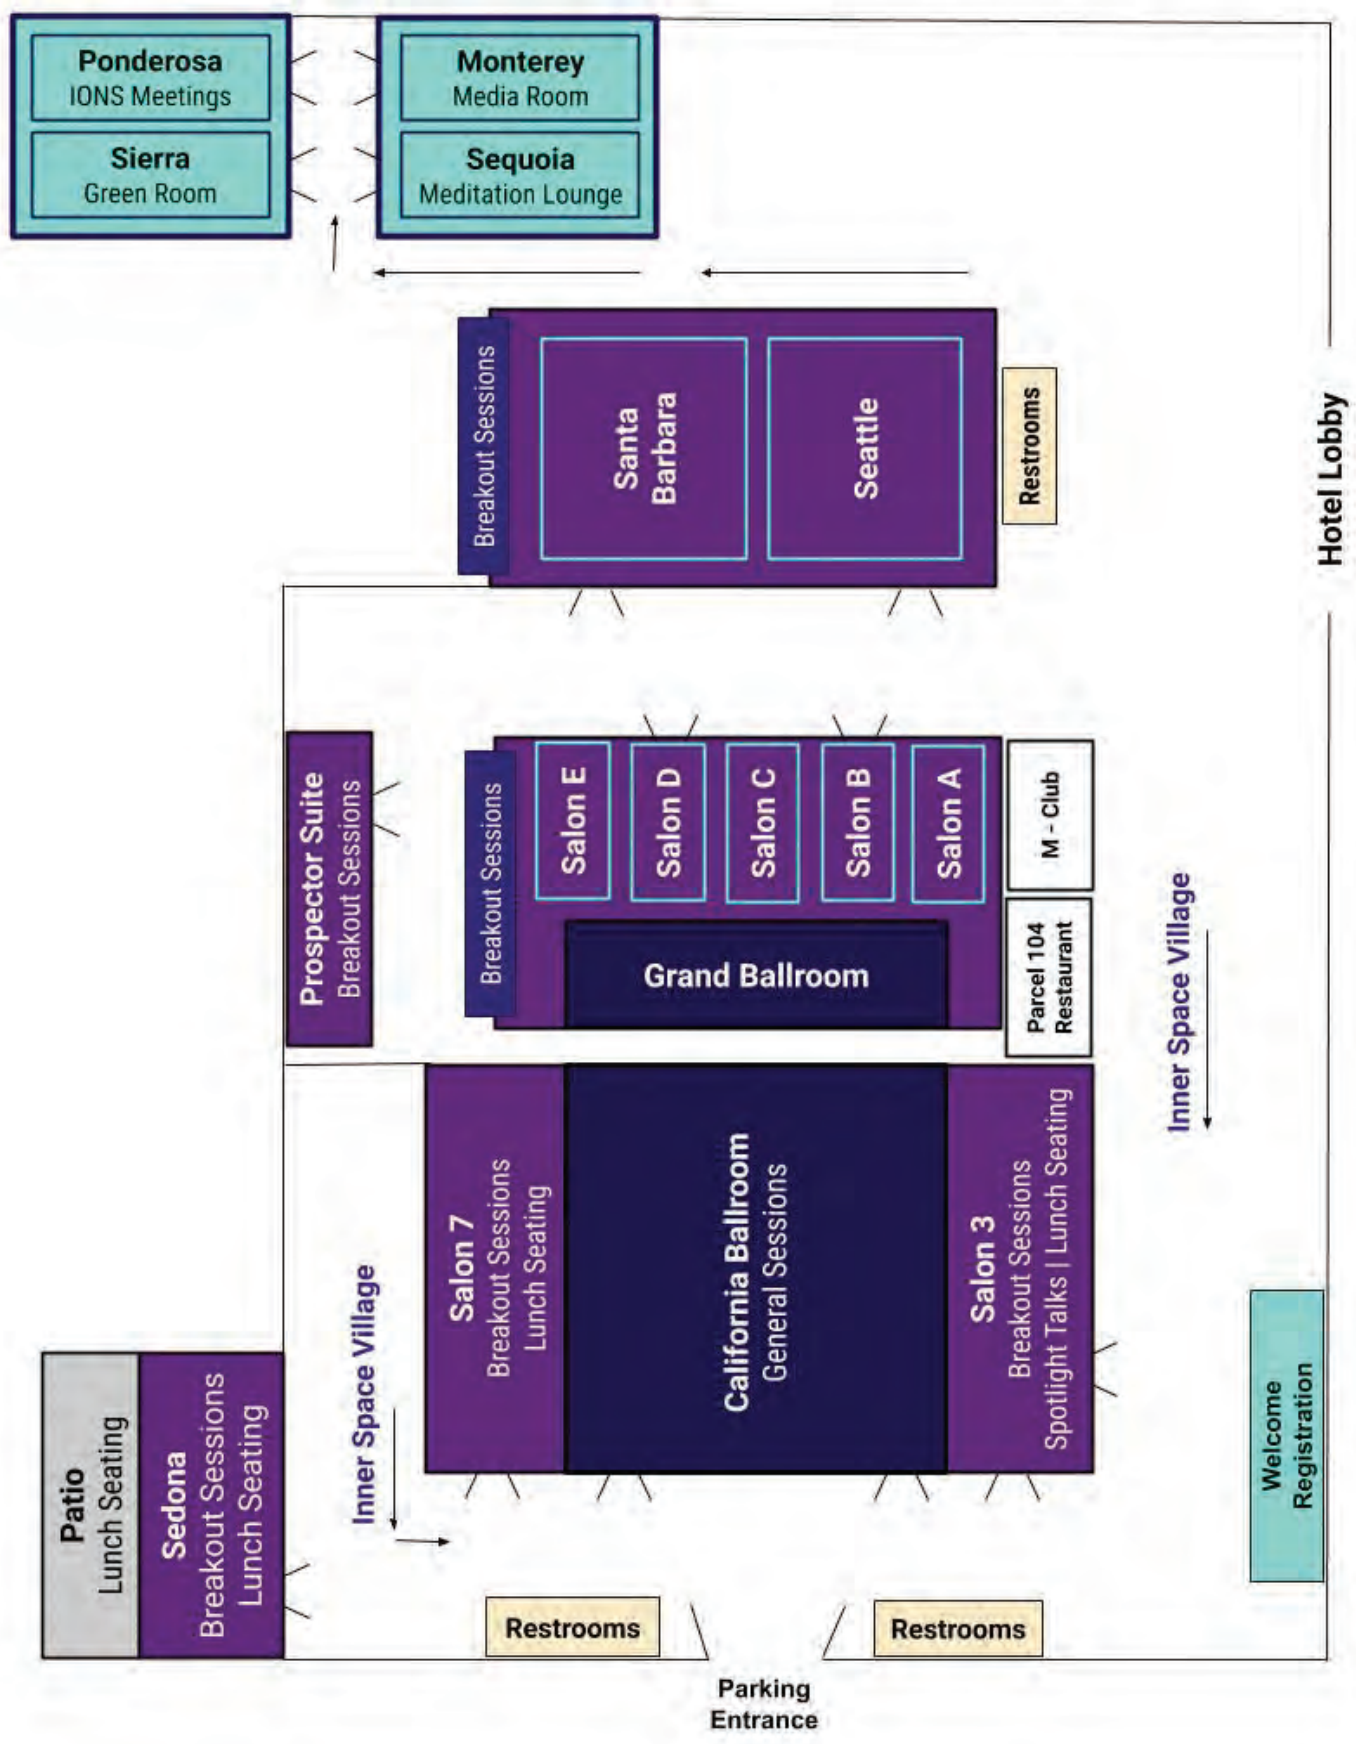 Ponderosa
IONS Meetings
Monterey
Media Room
Sierra
Green Room
Sequoia
Meditation Lounge
Breakout Sessions
Santa
Barbara
Seattle
Restrooms
Hotel Lobby
Prospector Suite
Breakout Sessions
Breakout Sessions
Salon E
Salon D
Salon C
Salon B
Salon A
M - Club
Grand Ballroom
Parcel 104
Restaurant
Inner Space Village
Salon 7
Breakout Sessions
Lunch Seating
California Ballroom
General Sessions
Salon 3
Breakout Sessions
Spotlight Talks | Lunch Seating
Inner Space Village
Patio
Lunch Seating
Sedona
Breakout Sessions
Lunch Seating
Welcome
Registration
Restrooms
Restrooms
Parking
Entrance